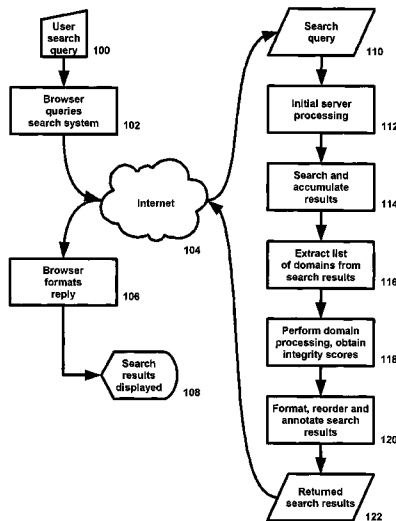 User
search
query
100
Browser
queries
search system
102
Internet
104
Browser
formats
reply
106
Search
results
displayed
108
Search
query
110
Initial server
processing
112
Search and
accumulate
results
114
Extract list
of domains from
search results
116
Perform domain
processing, obtain
integrity scores
118
Format, reorder and
annotate search
results
120
Returned
search results
122